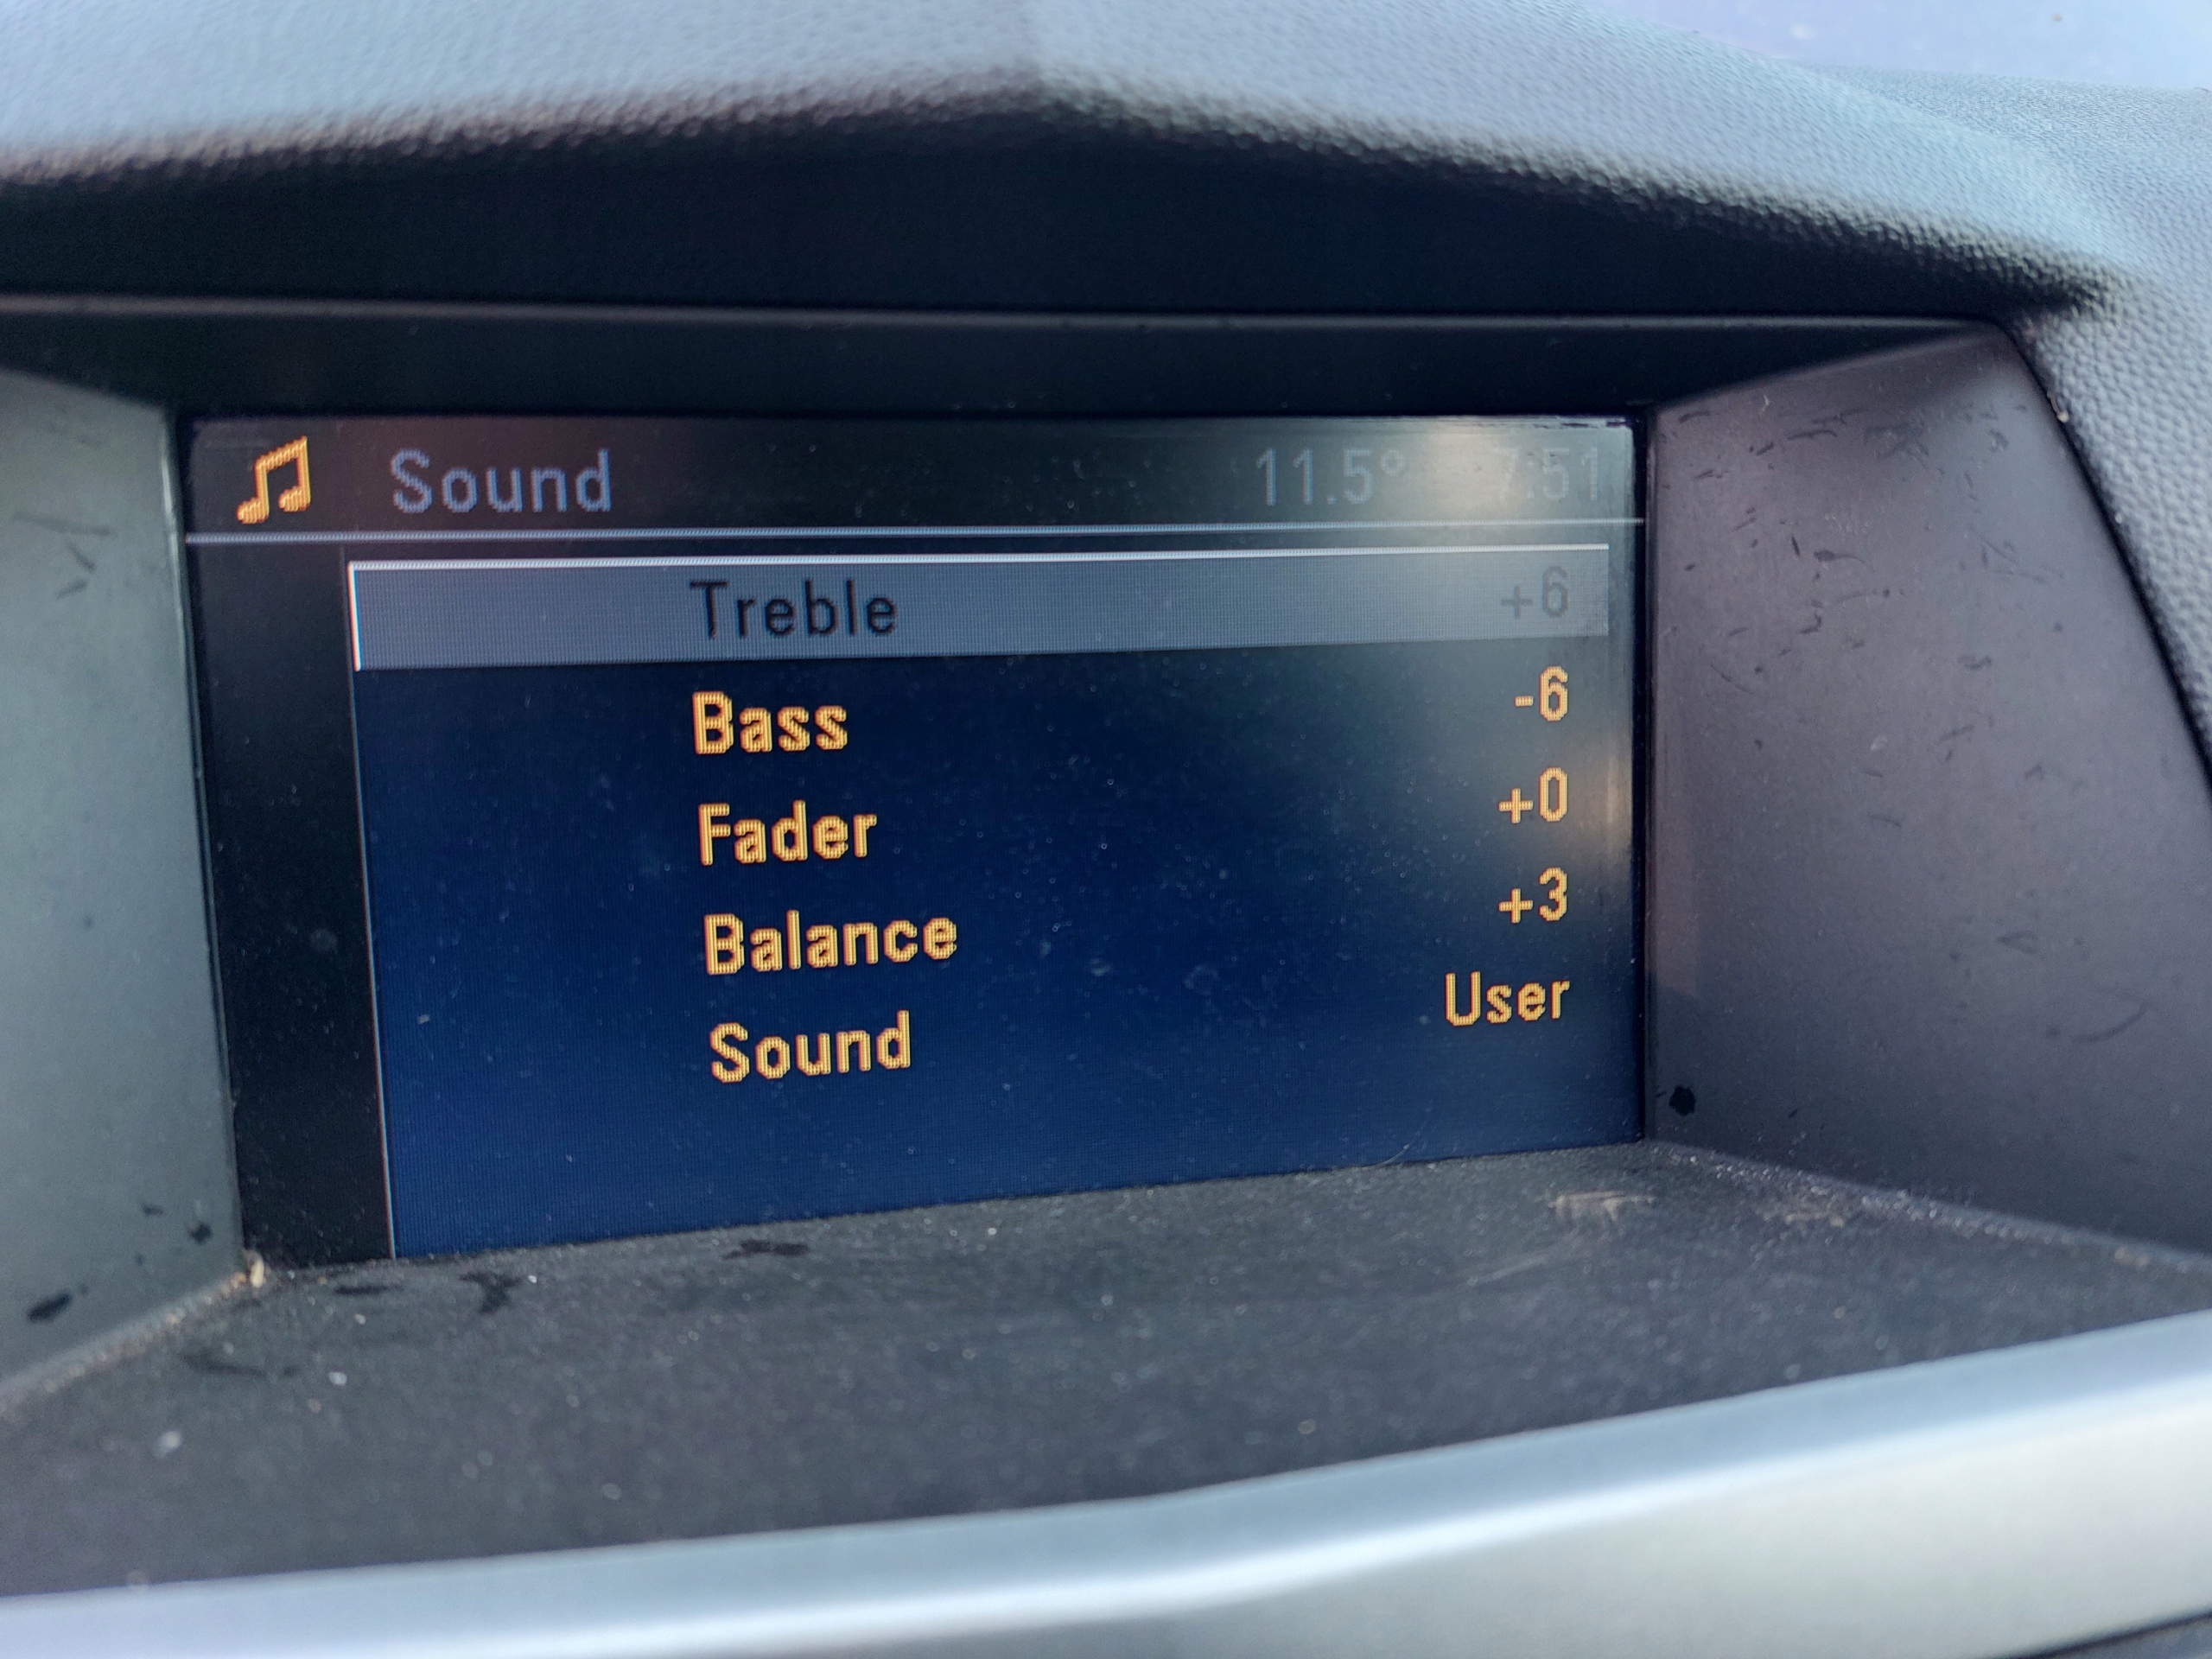 Sound 11.5° 7:51
Treble +6
Bass -6
Fader +0
Balance +3
Sound User